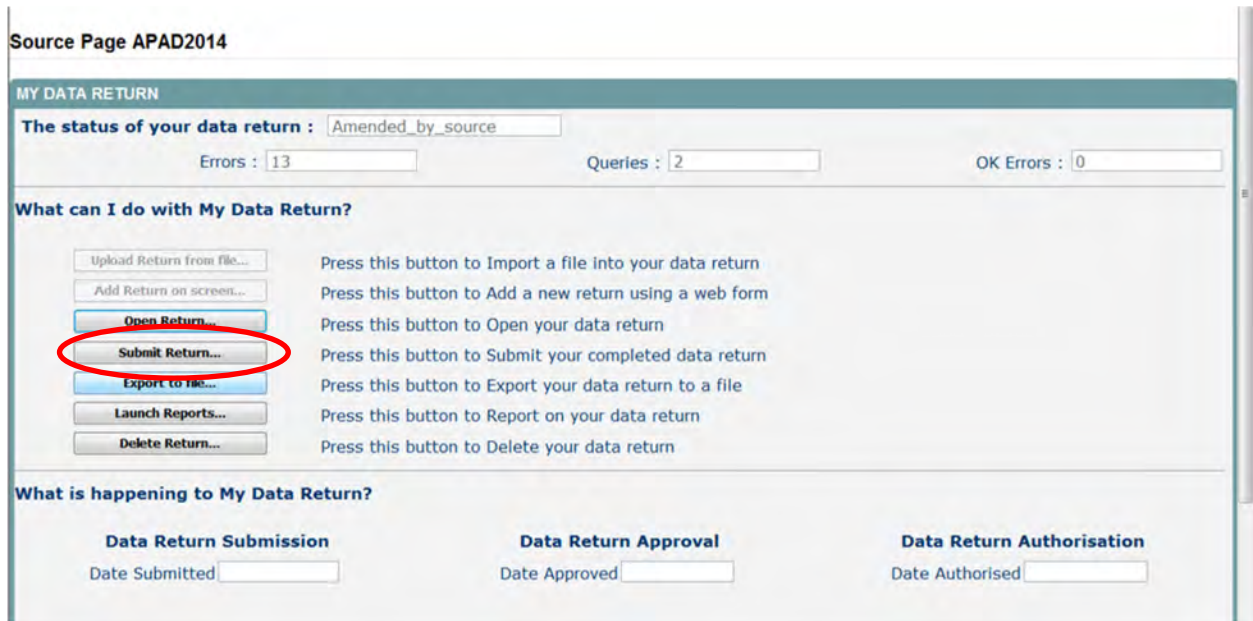 Source Page APAD2014
MY DATA RETURN
The status of your data return : Amended_by_source
Errors : 13 Queries : 2 OK Errors : 0
What can I do with My Data Return?
Upload Return from file... Press this button to Import a file into your data return
Add Return on screen... Press this button to Add a new return using a web form
Open Return... Press this button to Open your data return
Submit Return... Press this button to Submit your completed data return
Export to file... Press this button to Export your data return to a file
Launch Reports... Press this button to Report on your data return
Delete Return... Press this button to Delete your data return
What is happening to My Data Return?
Data Return Submission Data Return Approval Data Return Authorisation
Date Submitted Date Approved Date Authorised